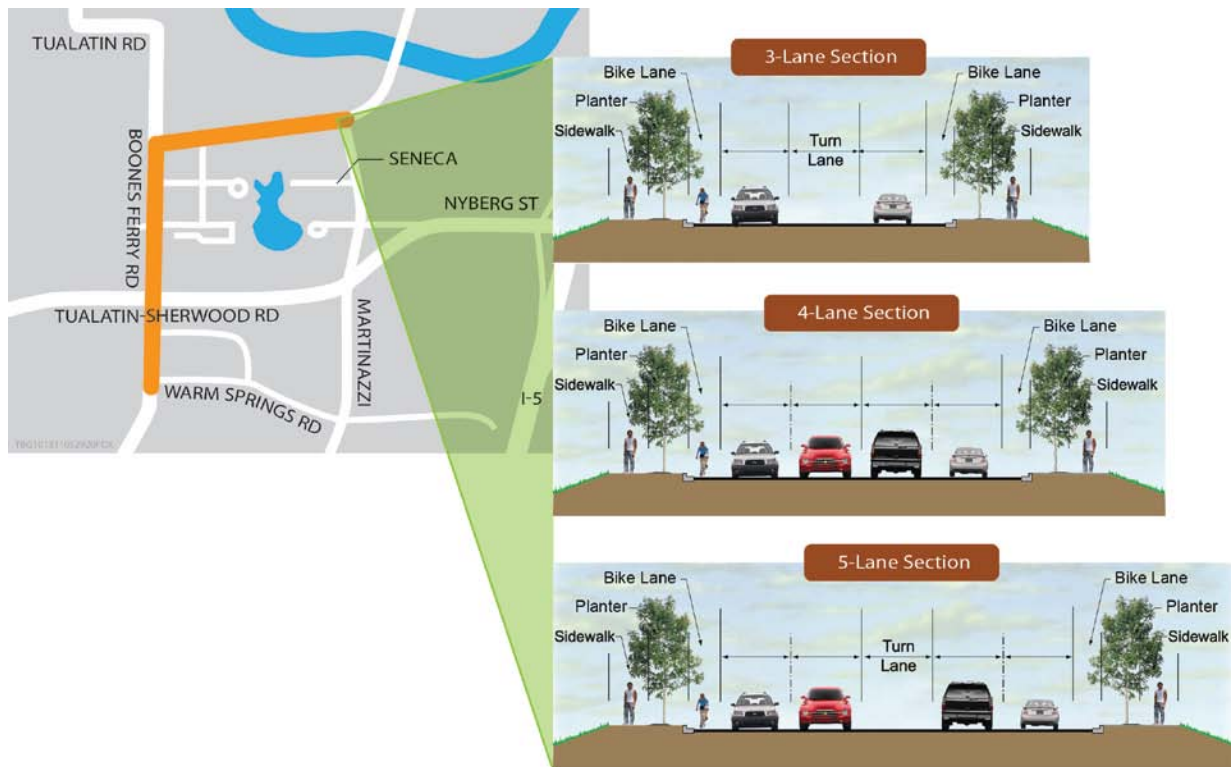 TUALATIN RD
BOONES FERRY RD
SENECA
NYBERG ST
TUALATIN-SHERWOOD RD
MARTINAZZI
WARM SPRINGS RD
I-5
3-Lane Section
Bike Lane
Bike Lane
Planter
Planter
Sidewalk
Sidewalk
Turn
Lane
4-Lane Section
Bike Lane
Bike Lane
Planter
Planter
Sidewalk
Sidewalk
5-Lane Section
Bike Lane
Bike Lane
Planter
Planter
Sidewalk
Sidewalk
Turn
Lane